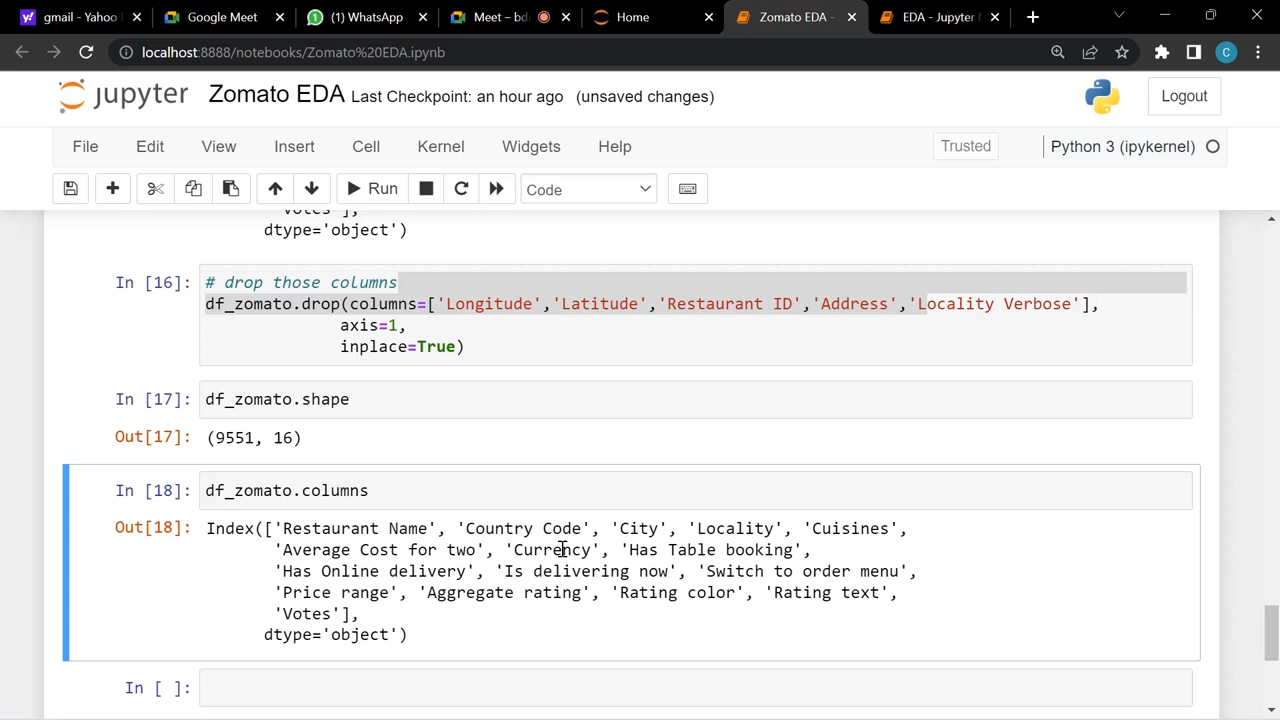 gmail - Yahoo
Google Meet
(1) WhatsApp
Meet – bd
Home
Zomato EDA -
EDA - Jupyter
localhost:8888/notebooks/Zomato%20EDA.ipynb
C
jupyter
Zomato EDA Last Checkpoint: an hour ago (unsaved changes)
Logout
File Edit View Insert Cell Kernel Widgets Help
Trusted
Python 3 (ipykernel)
Run
Code
'Votes'],
dtype='object')
In [16]: # drop those columns
df_zomato.drop(columns=['Longitude','Latitude','Restaurant ID','Address','Locality Verbose'],
axis=1,
inplace=True)
In [17]: df_zomato.shape
Out[17]: (9551, 16)
In [18]: df_zomato.columns
Out[18]: Index(['Restaurant Name', 'Country Code', 'City', 'Locality', 'Cuisines',
'Average Cost for two', 'Currency', 'Has Table booking',
'Has Online delivery', 'Is delivering now', 'Switch to order menu',
'Price range', 'Aggregate rating', 'Rating color', 'Rating text',
'Votes'],
dtype='object')
In [ ]: